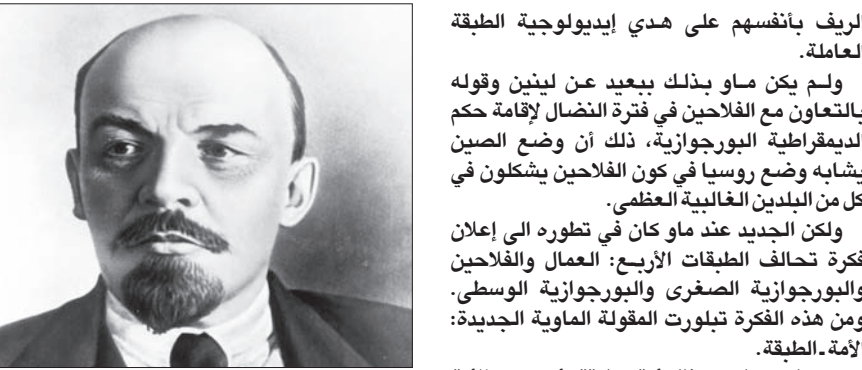 الريف بأنفسهم على هدي إيديولوجية الطبقة
العاملة.
ولم يكن ماو بذلك ببعيد عن لينين وقوله
بالتعاون مع الفلاحين في فترة النضال لإقامة حكم
الديمقراطية البورجوازية، ذلك أن وضع الصين
يشابه وضع روسيا في كون الفلاحين يشكلون في
كل من البلدين الغالبية العظمى.
ولكن الجديد عند ماو كان في تطوره الى إعلان
فكرة تحالف الطبقات الأربع: العمال والفلاحين
والبورجوازية الصغرى والبورجوازية الوسطى.
ومن هذه الفكرة تبلورت المقولة الماوية الجديدة:
الأمة ـ الطبقة.